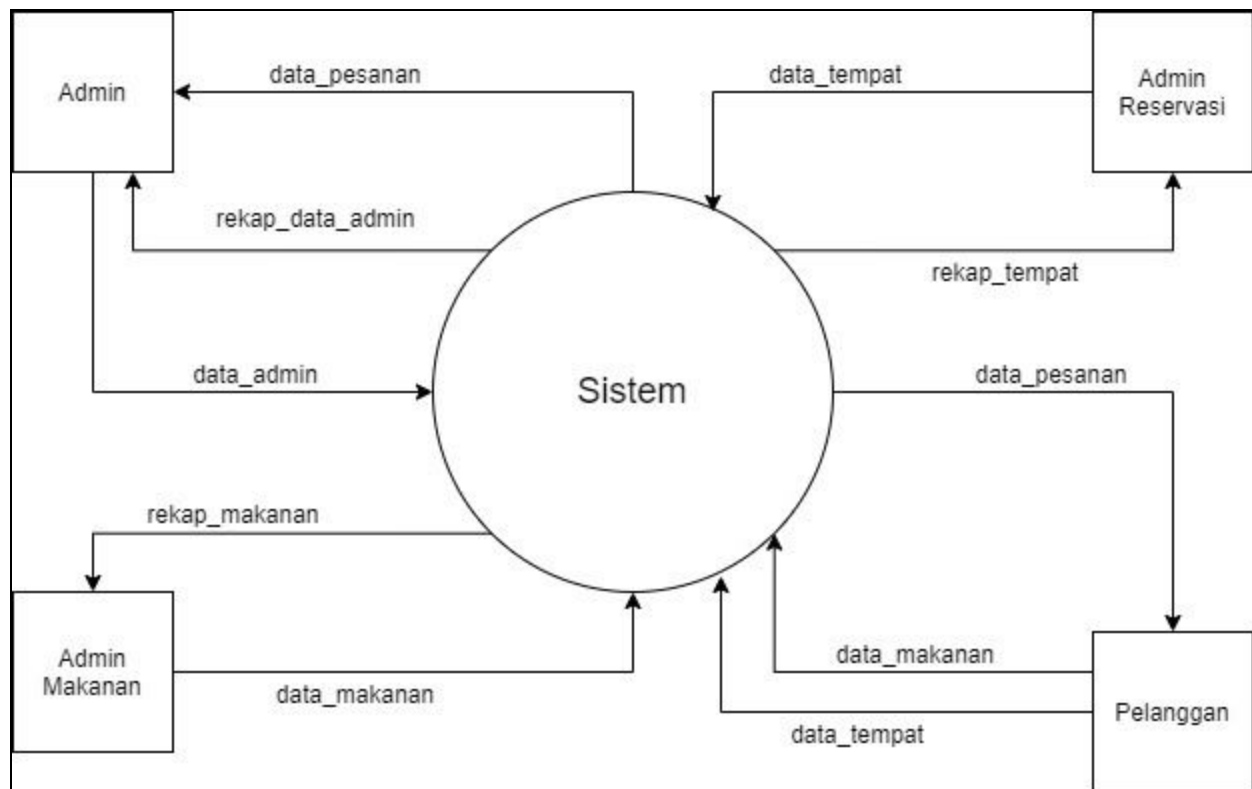 data_pesanan
data_tempat
Admin
Admin
Reservasi
rekap_data_admin
rekap_tempat
data_admin
Sistem
data_pesanan
rekap_makanan
Admin
Makanan
data_makanan
data_makanan
data_tempat
Pelanggan